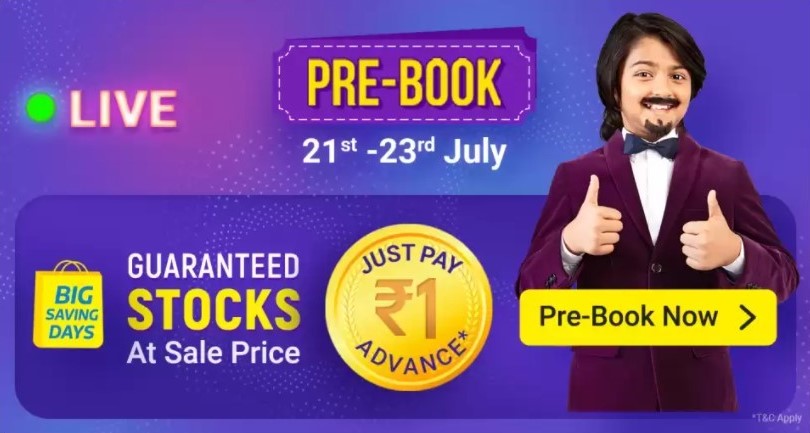 LIVE
PRE-BOOK
21st -23rd July
BIG
SAVING
DAYS
GUARANTEED
STOCKS
At Sale Price
JUST PAY
₹1
ADVANCE*
Pre-Book Now
*T&C Apply